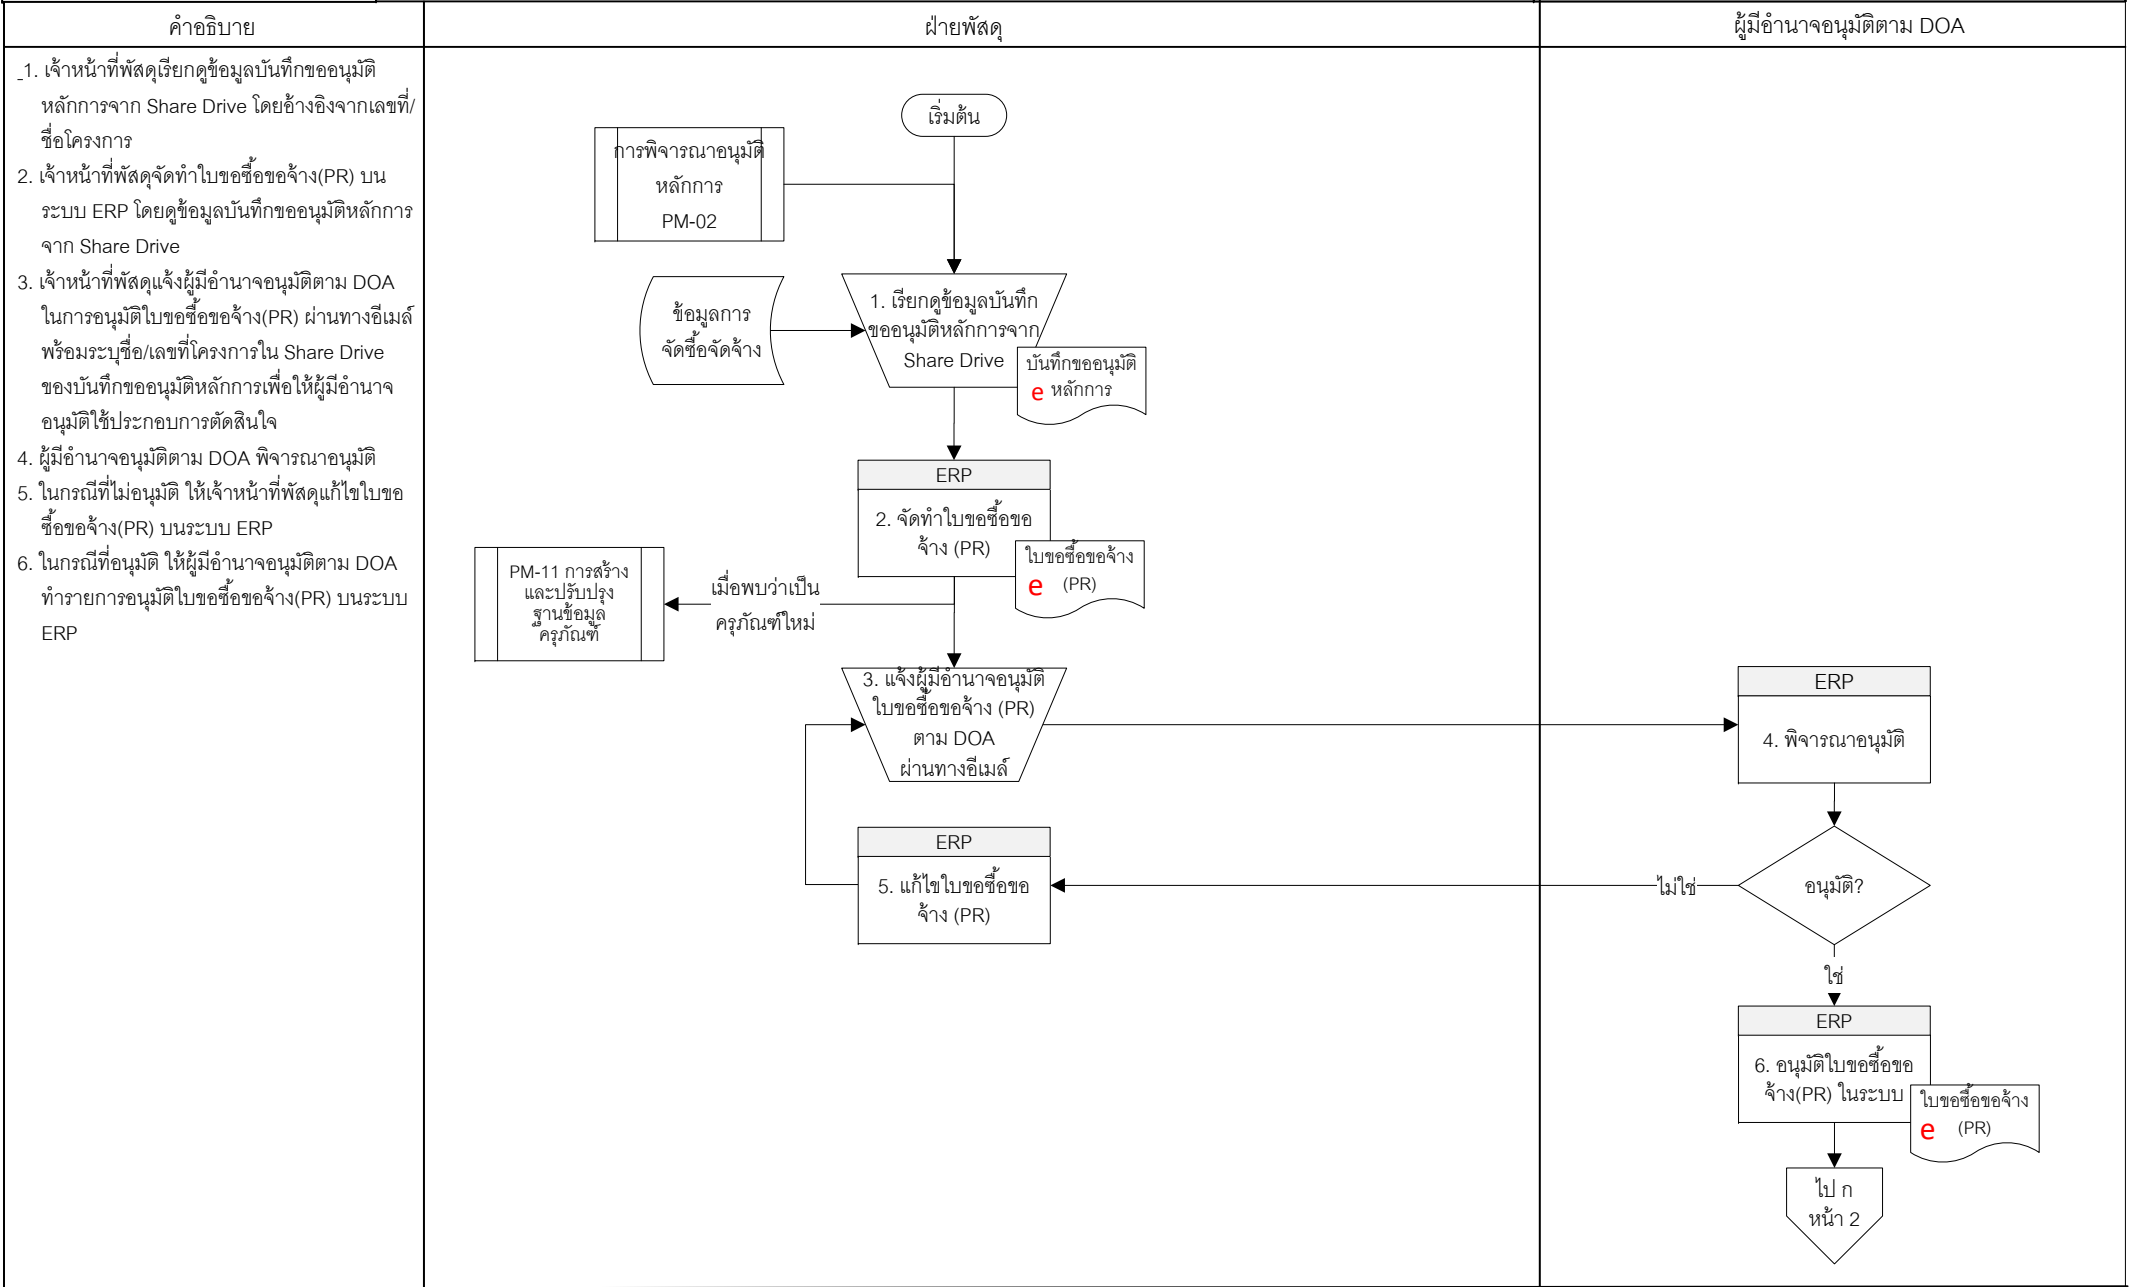 คำอธิบาย
ฝ่ายพัสดุ
ผู้มีอำนาจอนุมัติตาม DOA
1. เจ้าหน้าที่พัสดุเรียกดูข้อมูลบันทึกขออนุมัติ
หลักการจาก Share Drive โดยอ้างอิงจากเลขที่/
ชื่อโครงการ
2. เจ้าหน้าที่พัสดุจัดทำใบขอซื้อขอจ้าง(PR) บน
ระบบ ERP โดยดูข้อมูลบันทึกขออนุมัติหลักการ
จาก Share Drive
3. เจ้าหน้าที่พัสดุแจ้งผู้มีอำนาจอนุมัติตาม DOA
ในการอนุมัติใบขอซื้อขอจ้าง(PR) ผ่านทางอีเมล์
พร้อมระบุชื่อ/เลขที่โครงการใน Share Drive
ของบันทึกขออนุมัติหลักการเพื่อให้ผู้มีอำนาจ
อนุมัติใช้ประกอบการตัดสินใจ
4. ผู้มีอำนาจอนุมัติตาม DOA พิจารณาอนุมัติ
5. ในกรณีที่ไม่อนุมัติ ให้เจ้าหน้าที่พัสดุแก้ไขใบขอ
ซื้อขอจ้าง(PR) บนระบบ ERP
6. ในกรณีที่อนุมัติ ให้ผู้มีอำนาจอนุมัติตาม DOA
ทำรายการอนุมัติใบขอซื้อขอจ้าง(PR) บนระบบ
ERP
เริ่มต้น
การพิจารณาอนุมัติ
หลักการ
PM-02
ข้อมูลการ
จัดซื้อจัดจ้าง
1. เรียกดูข้อมูลบันทึก
ขออนุมัติหลักการจาก
Share Drive
บันทึกขออนุมัติ
e หลักการ
ERP
2. จัดทำใบขอซื้อขอ
จ้าง (PR)
ใบขอซื้อขอจ้าง
e (PR)
PM-11 การสร้าง
และปรับปรุง
ฐานข้อมูล
ครุภัณฑ์
เมื่อพบว่าเป็น
ครุภัณฑ์ใหม่
3. แจ้งผู้มีอำนาจอนุมัติ
ใบขอซื้อขอจ้าง (PR)
ตาม DOA
ผ่านทางอีเมล์
ERP
4. พิจารณาอนุมัติ
ERP
5. แก้ไขใบขอซื้อขอ
จ้าง (PR)
ไม่ใช่
อนุมัติ?
ใช่
ERP
6. อนุมัติใบขอซื้อขอ
จ้าง(PR) ในระบบ
ใบขอซื้อขอจ้าง
e (PR)
ไป ก
หน้า 2